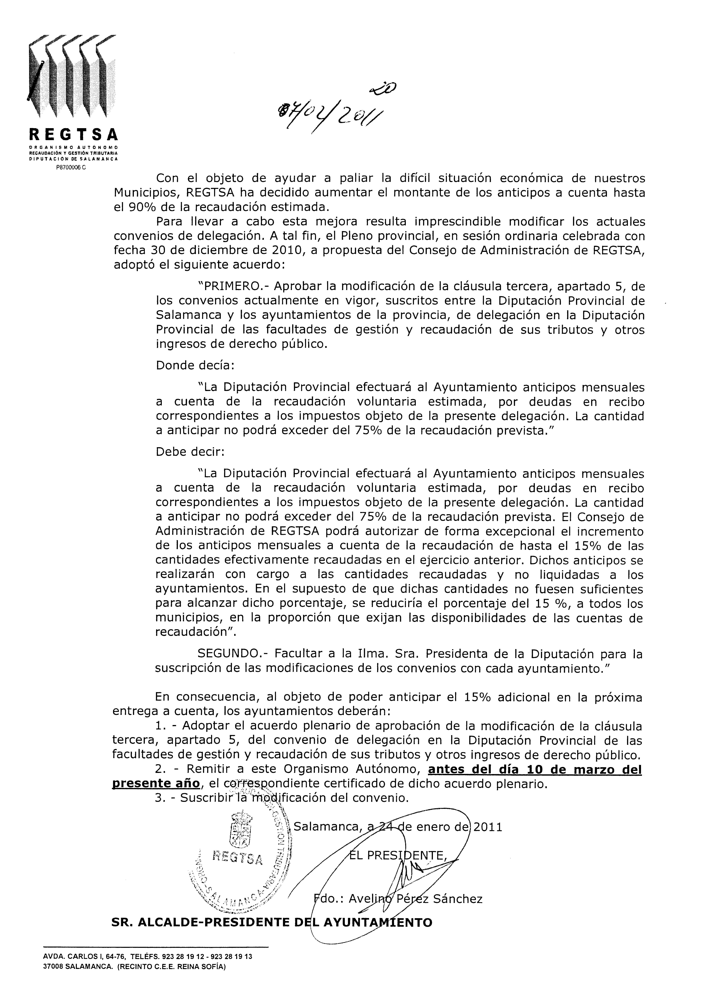 REGTSA
ORGANISMO AUTÓNOMO
RECAUDACIÓN Y GESTIÓN TRIBUTARIA
DIPUTACIÓN DE SALAMANCA
P8700006 C
20
07/02/2011
Con el objeto de ayudar a paliar la difícil situación económica de nuestros
Municipios, REGTSA ha decidido aumentar el montante de los anticipos a cuenta hasta
el 90% de la recaudación estimada.
Para llevar a cabo esta mejora resulta imprescindible modificar los actuales
convenios de delegación. A tal fin, el Pleno provincial, en sesión ordinaria celebrada con
fecha 30 de diciembre de 2010, a propuesta del Consejo de Administración de REGTSA,
adoptó el siguiente acuerdo:
"PRIMERO.- Aprobar la modificación de la cláusula tercera, apartado 5, de
los convenios actualmente en vigor, suscritos entre la Diputación Provincial de
Salamanca y los ayuntamientos de la provincia, de delegación en la Diputación
Provincial de las facultades de gestión y recaudación de sus tributos y otros
ingresos de derecho público.
Donde decía:
"La Diputación Provincial efectuará al Ayuntamiento anticipos mensuales
a cuenta de la recaudación voluntaria estimada, por deudas en recibo
correspondientes a los impuestos objeto de la presente delegación. La cantidad
a anticipar no podrá exceder del 75% de la recaudación prevista."
Debe decir:
"La Diputación Provincial efectuará al Ayuntamiento anticipos mensuales
a cuenta de la recaudación voluntaria estimada, por deudas en recibo
correspondientes a los impuestos objeto de la presente delegación. La cantidad
a anticipar no podrá exceder del 75% de la recaudación prevista. El Consejo de
Administración de REGTSA podrá autorizar de forma excepcional el incremento
de los anticipos mensuales a cuenta de la recaudación de hasta el 15% de las
cantidades efectivamente recaudadas en el ejercicio anterior. Dichos anticipos se
realizarán con cargo a las cantidades recaudadas y no liquidadas a los
ayuntamientos. En el supuesto de que dichas cantidades no fuesen suficientes
para alcanzar dicho porcentaje, se reduciría el porcentaje del 15 %, a todos los
municipios, en la proporción que exijan las disponibilidades de las cuentas de
recaudación".
SEGUNDO.- Facultar a la Ilma. Sra. Presidenta de la Diputación para la
suscripción de las modificaciones de los convenios con cada ayuntamiento."
En consecuencia, al objeto de poder anticipar el 15% adicional en la próxima
entrega a cuenta, los ayuntamientos deberán:
1. - Adoptar el acuerdo plenario de aprobación de la modificación de la cláusula
tercera, apartado 5, del convenio de delegación en la Diputación Provincial de las
facultades de gestión y recaudación de sus tributos y otros ingresos de derecho público.
2. - Remitir a este Organismo Autónomo, antes del día 10 de marzo del
presente año, el correspondiente certificado de dicho acuerdo plenario.
3. - Suscribir la modificación del convenio.
GESTION TRIBUTARIA-SALAMANCA-
REGTSA
Salamanca, a 24 de enero de 2011
EL PRESIDENTE,
Fdo.: Avelino Pérez Sánchez
SR. ALCALDE-PRESIDENTE DEL AYUNTAMIENTO
AVDA. CARLOS I, 64-76, TELÉFS. 923 28 19 12 - 923 28 19 13
37008 SALAMANCA. (RECINTO C.E.E. REINA SOFÍA)